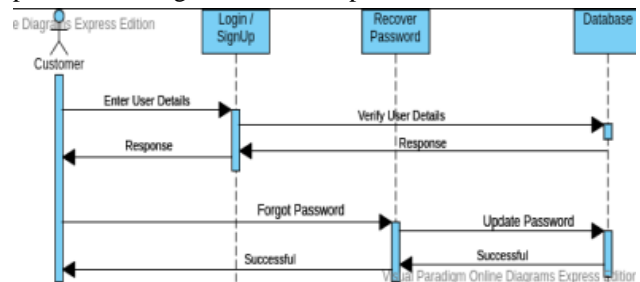 e Diagrams Express Edition
Login /
SignUp
Recover
Password
Database
Customer
Enter User Details
Verify User Details
Response
Response
Forgot Password
Update Password
Successful
Successful
Visual Paradigm Online Diagrams Express Edition